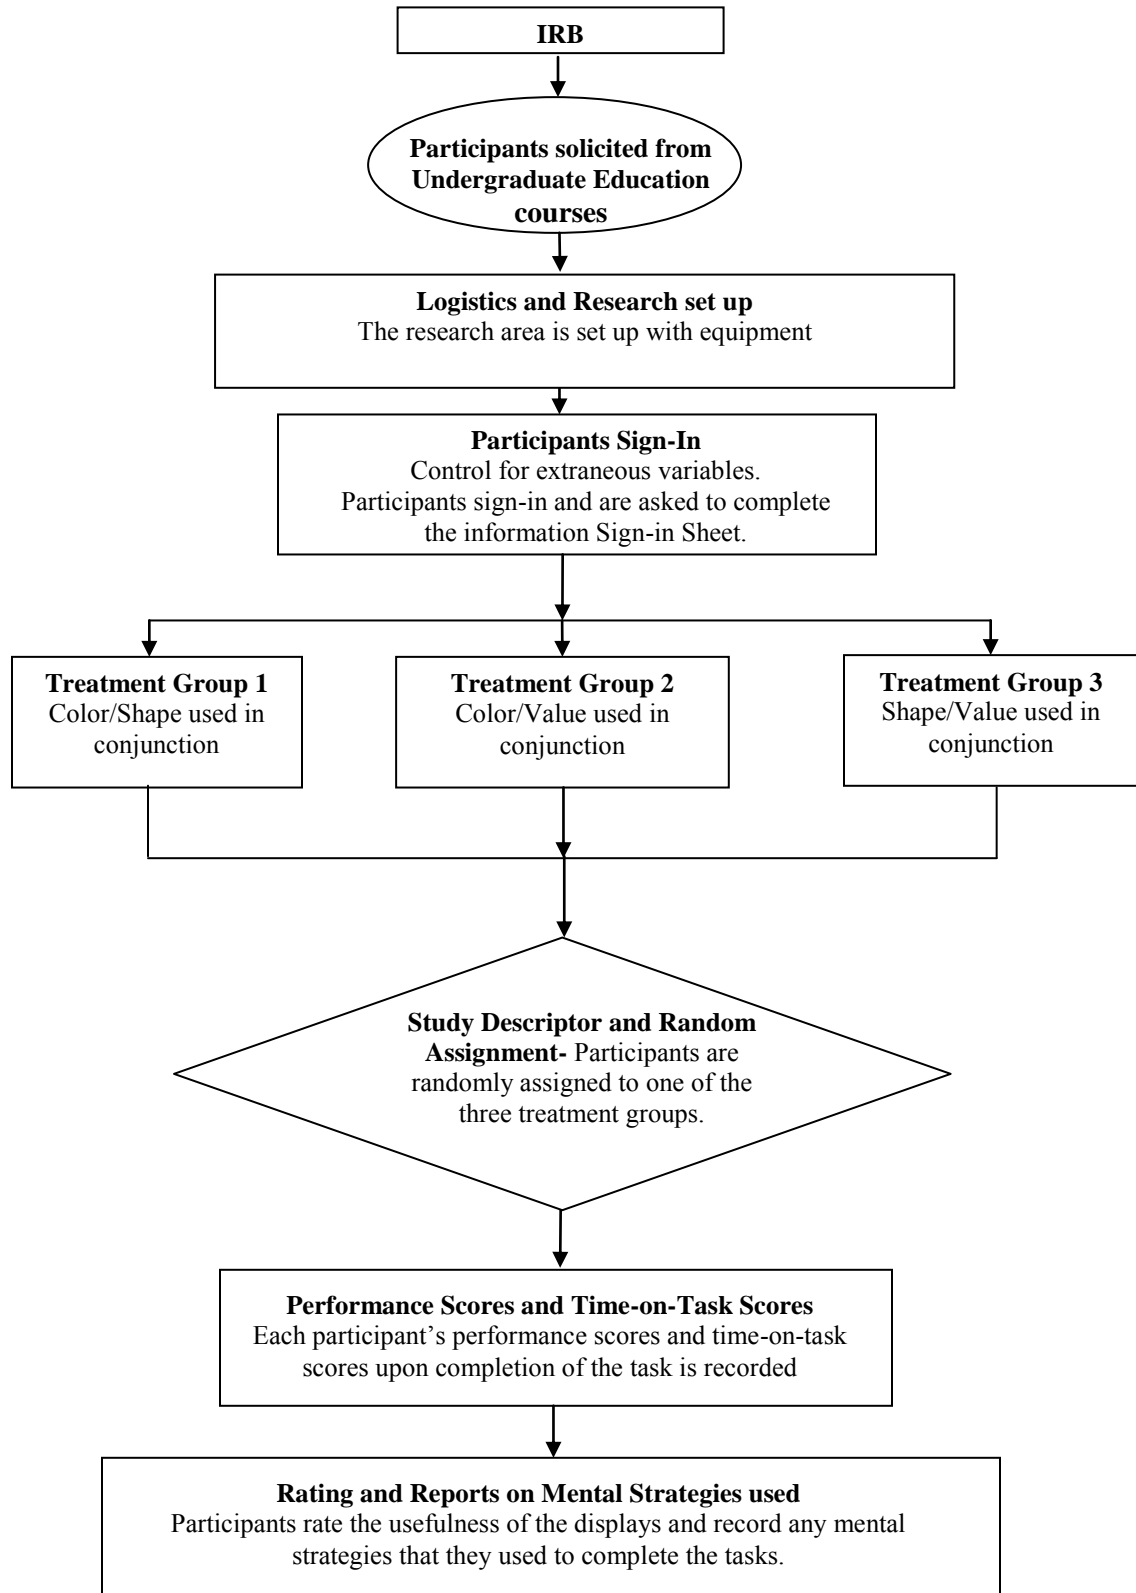 IRB
Participants solicited from
Undergraduate Education
courses
Logistics and Research set up
The research area is set up with equipment
Participants Sign-In
Control for extraneous variables.
Participants sign-in and are asked to complete
the information Sign-in Sheet.
Treatment Group 1
Color/Shape used in
conjunction
Treatment Group 2
Color/Value used in
conjunction
Treatment Group 3
Shape/Value used in
conjunction
Study Descriptor and Random
Assignment- Participants are
randomly assigned to one of the
three treatment groups.
Performance Scores and Time-on-Task Scores
Each participant’s performance scores and time-on-task
scores upon completion of the task is recorded
Rating and Reports on Mental Strategies used
Participants rate the usefulness of the displays and record any mental
strategies that they used to complete the tasks.